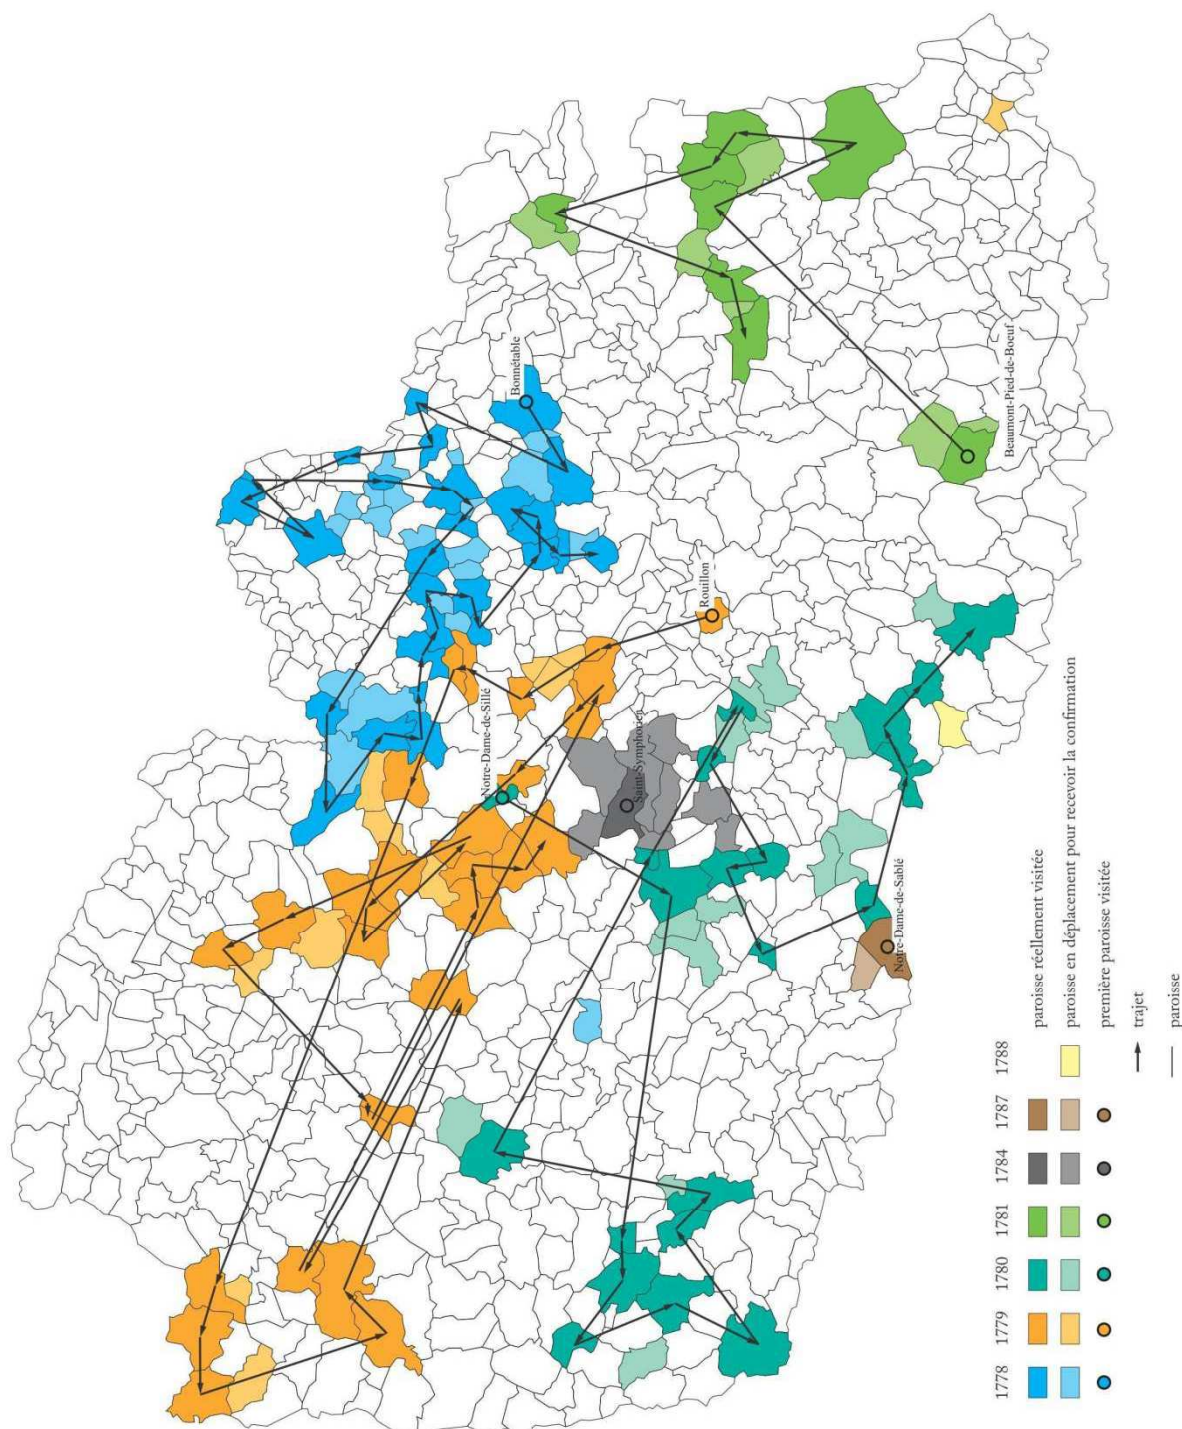 Bonnétable
Notre-Dame-de-Sillé
Rouillon
Saint-Symphorien
Beaumont-Pied-de-Boeuf
Notre-Dame-de-Sablé
1778
1779
1780
1781
1784
1787
1788
paroisse réellement visitée
paroisse en déplacement pour recevoir la confirmation
première paroisse visitée
trajet
paroisse